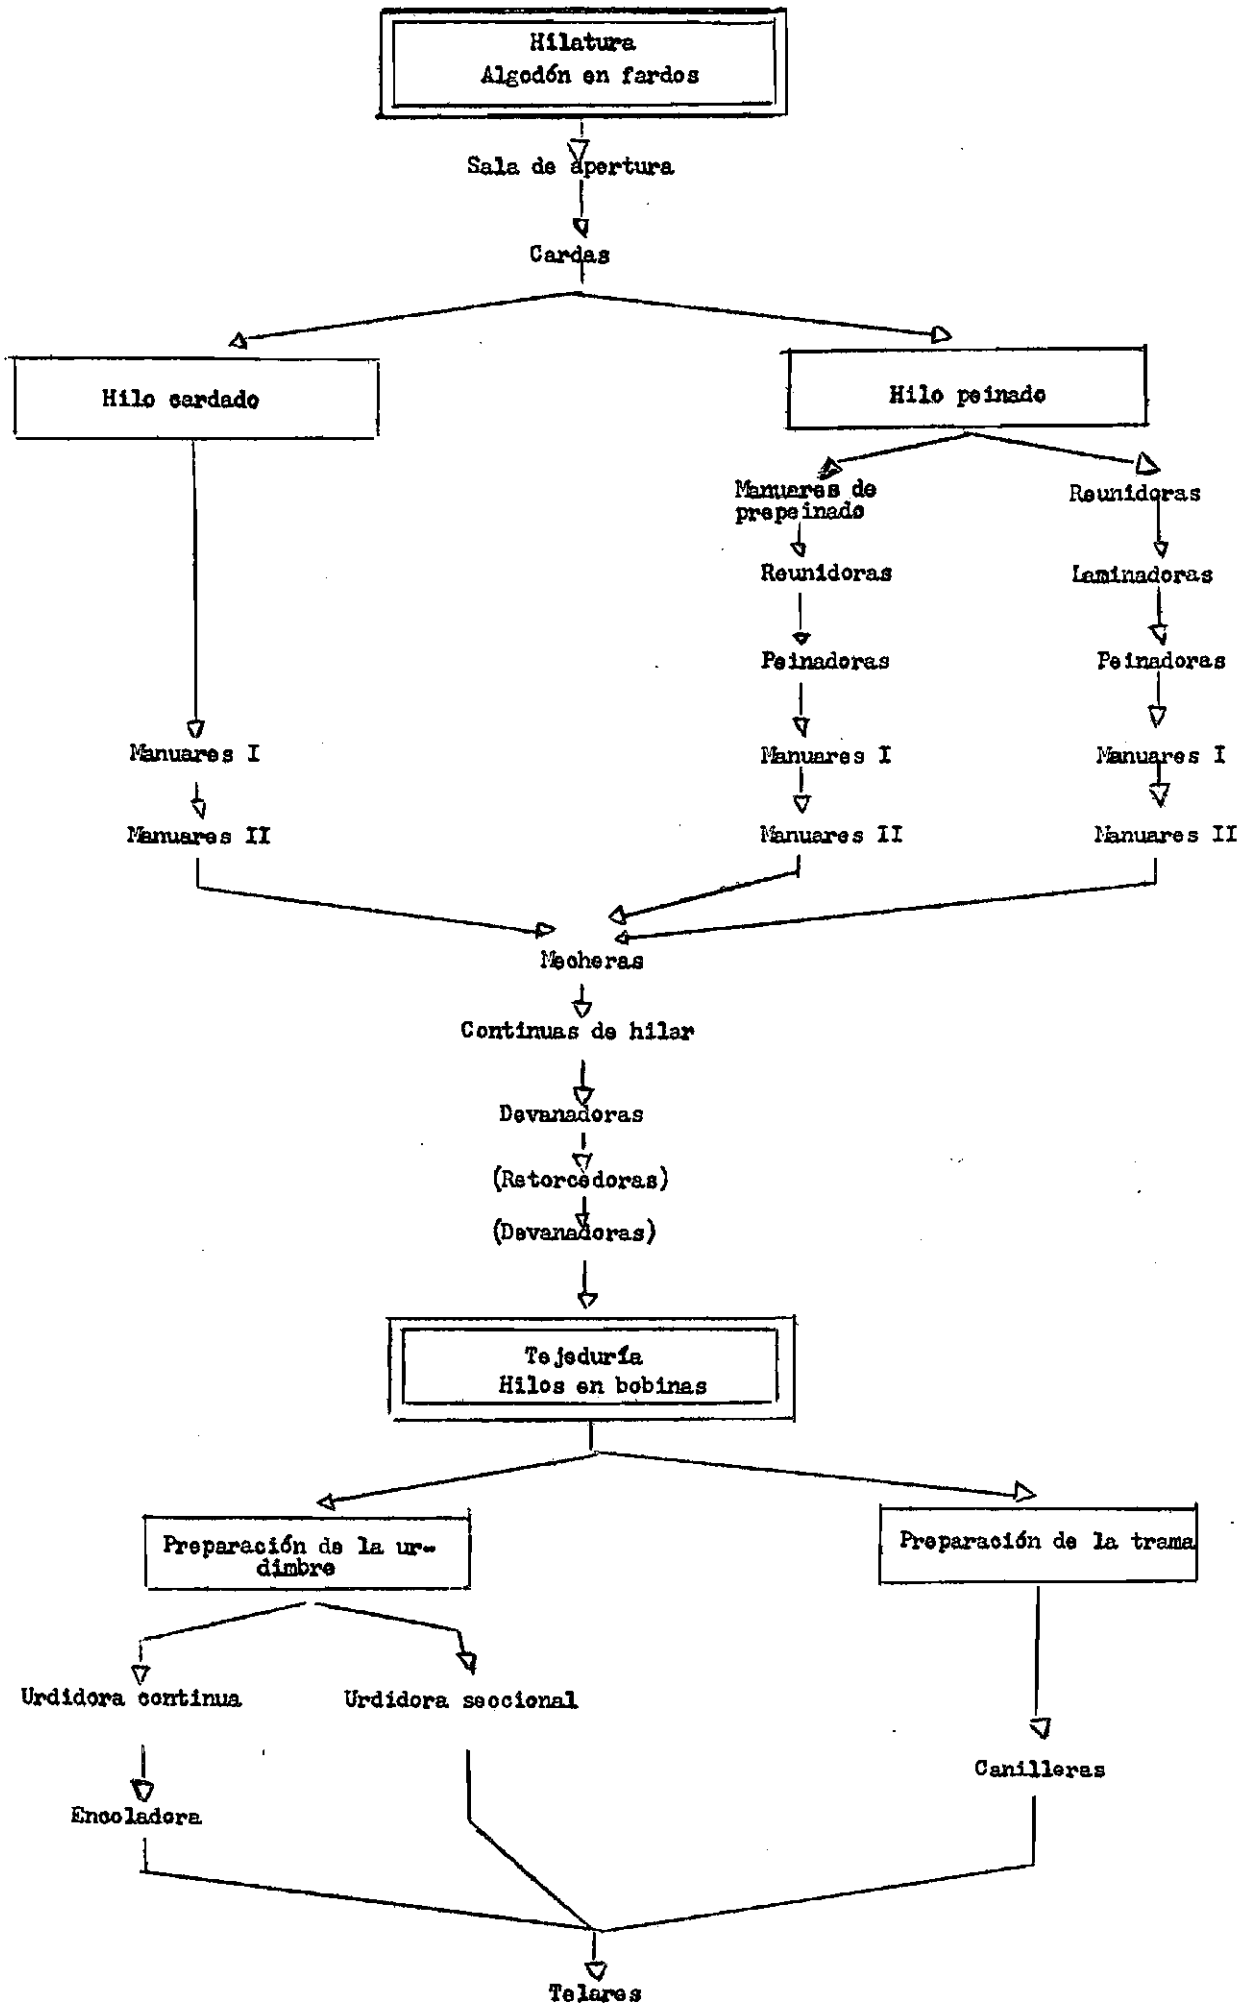 Hilatura
Algodón en fardos
Sala de apertura
Cardas
Hilo cardado
Hilo peinado
Manuares de
prepeinado
Reunidoras
Reunidoras
Laminadoras
Peinadoras
Peinadoras
Manuares I
Manuares I
Manuares I
Manuares II
Manuares II
Manuares II
Mecheras
Continuas de hilar
Devanadoras
(Retorcedoras)
(Devanadoras)
Tejeduría
Hilos en bobinas
Preparación de la ur-
dimbre
Preparación de la trama
Urdidora continua
Urdidora seccional
Canilleras
Encoladora
Telares